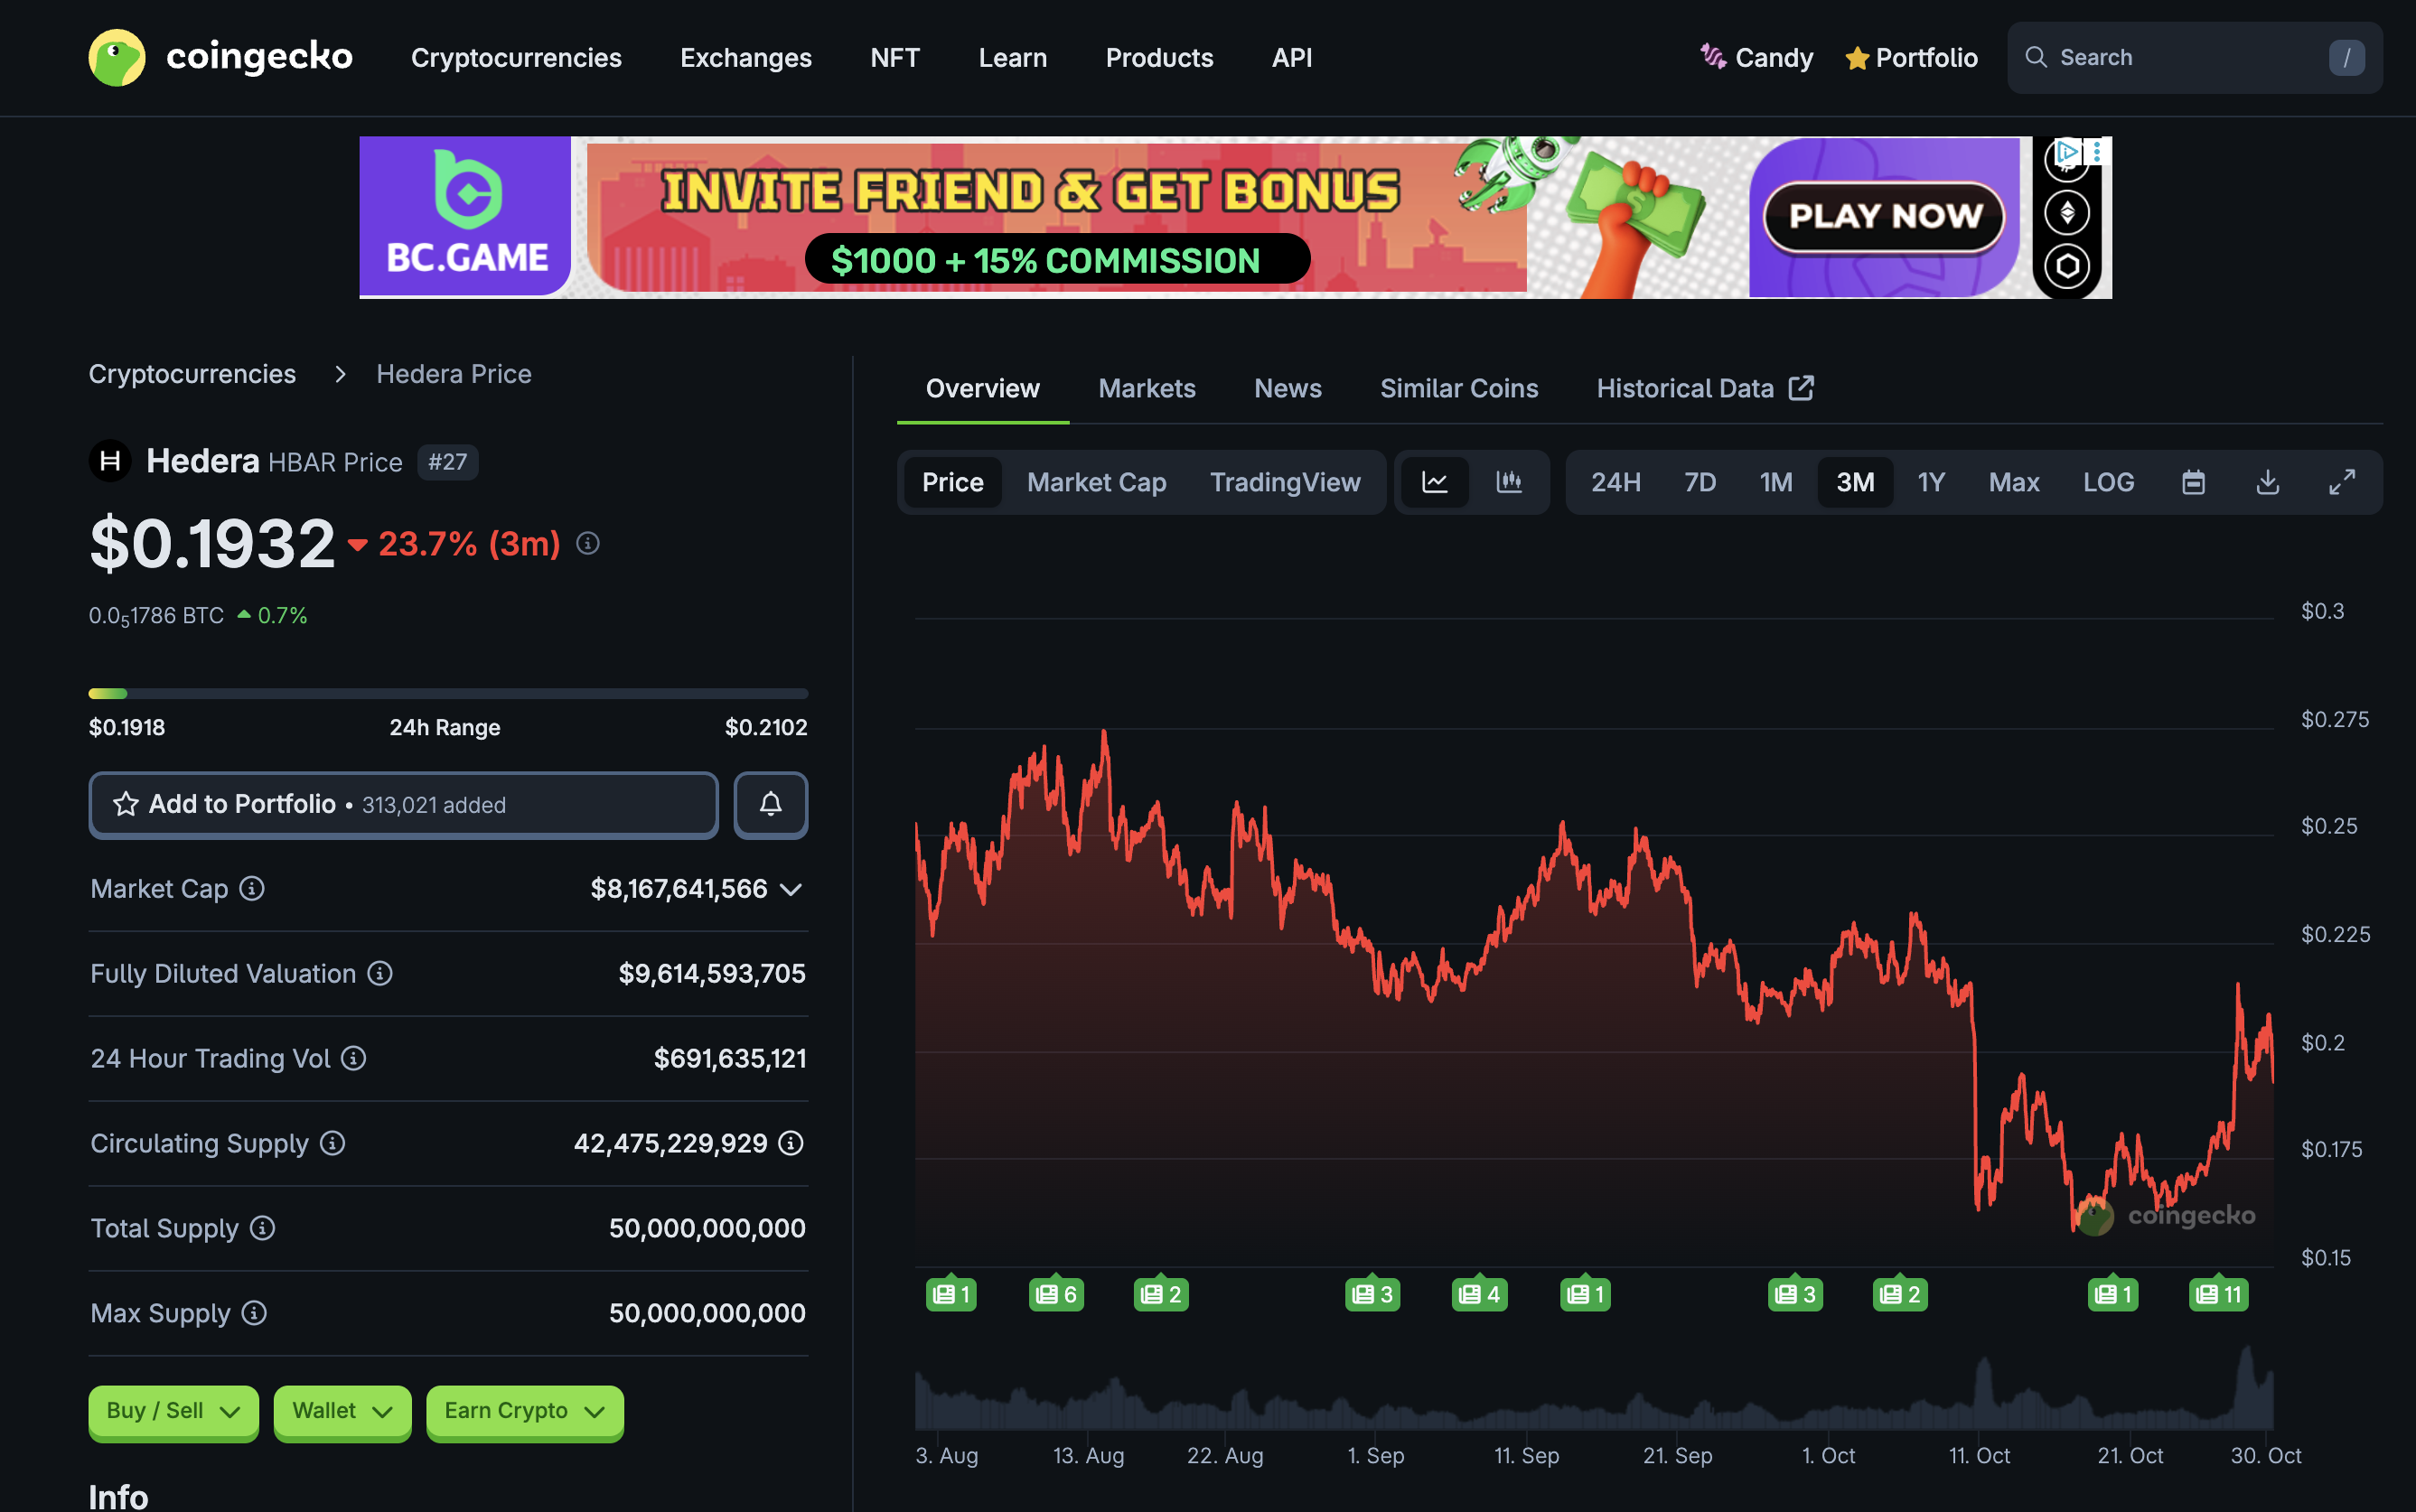 coingecko Cryptocurrencies Exchanges NFT Learn Products API Candy Portfolio Search /
BC.GAME
INVITE FRIEND & GET BONUS
$1000 + 15% COMMISSION
PLAY NOW
Cryptocurrencies > Hedera Price
H Hedera HBAR Price #27
$0.1932 23.7% (3m)
0.0₅1786 BTC 0.7%
$0.1918 24h Range $0.2102
Add to Portfolio • 313,021 added
Market Cap $8,167,641,566
Fully Diluted Valuation $9,614,593,705
24 Hour Trading Vol $691,635,121
Circulating Supply 42,475,229,929
Total Supply 50,000,000,000
Max Supply 50,000,000,000
Buy / Sell Wallet Earn Crypto
Info
Overview Markets News Similar Coins Historical Data
Price Market Cap TradingView 24H 7D 1M 3M 1Y Max LOG
$0.3
$0.275
$0.25
$0.225
$0.2
$0.175
coingecko
$0.15
1 6 2 3 4 1 3 2 1 11
3. Aug 13. Aug 22. Aug 1. Sep 11. Sep 21. Sep 1. Oct 11. Oct 21. Oct 30. Oct